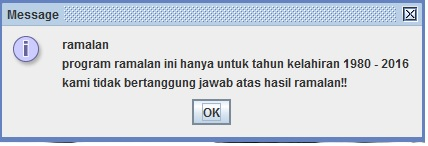 Message
ramalan
program ramalan ini hanya untuk tahun kelahiran 1980 - 2016
kami tidak bertanggung jawab atas hasil ramalan!!
OK